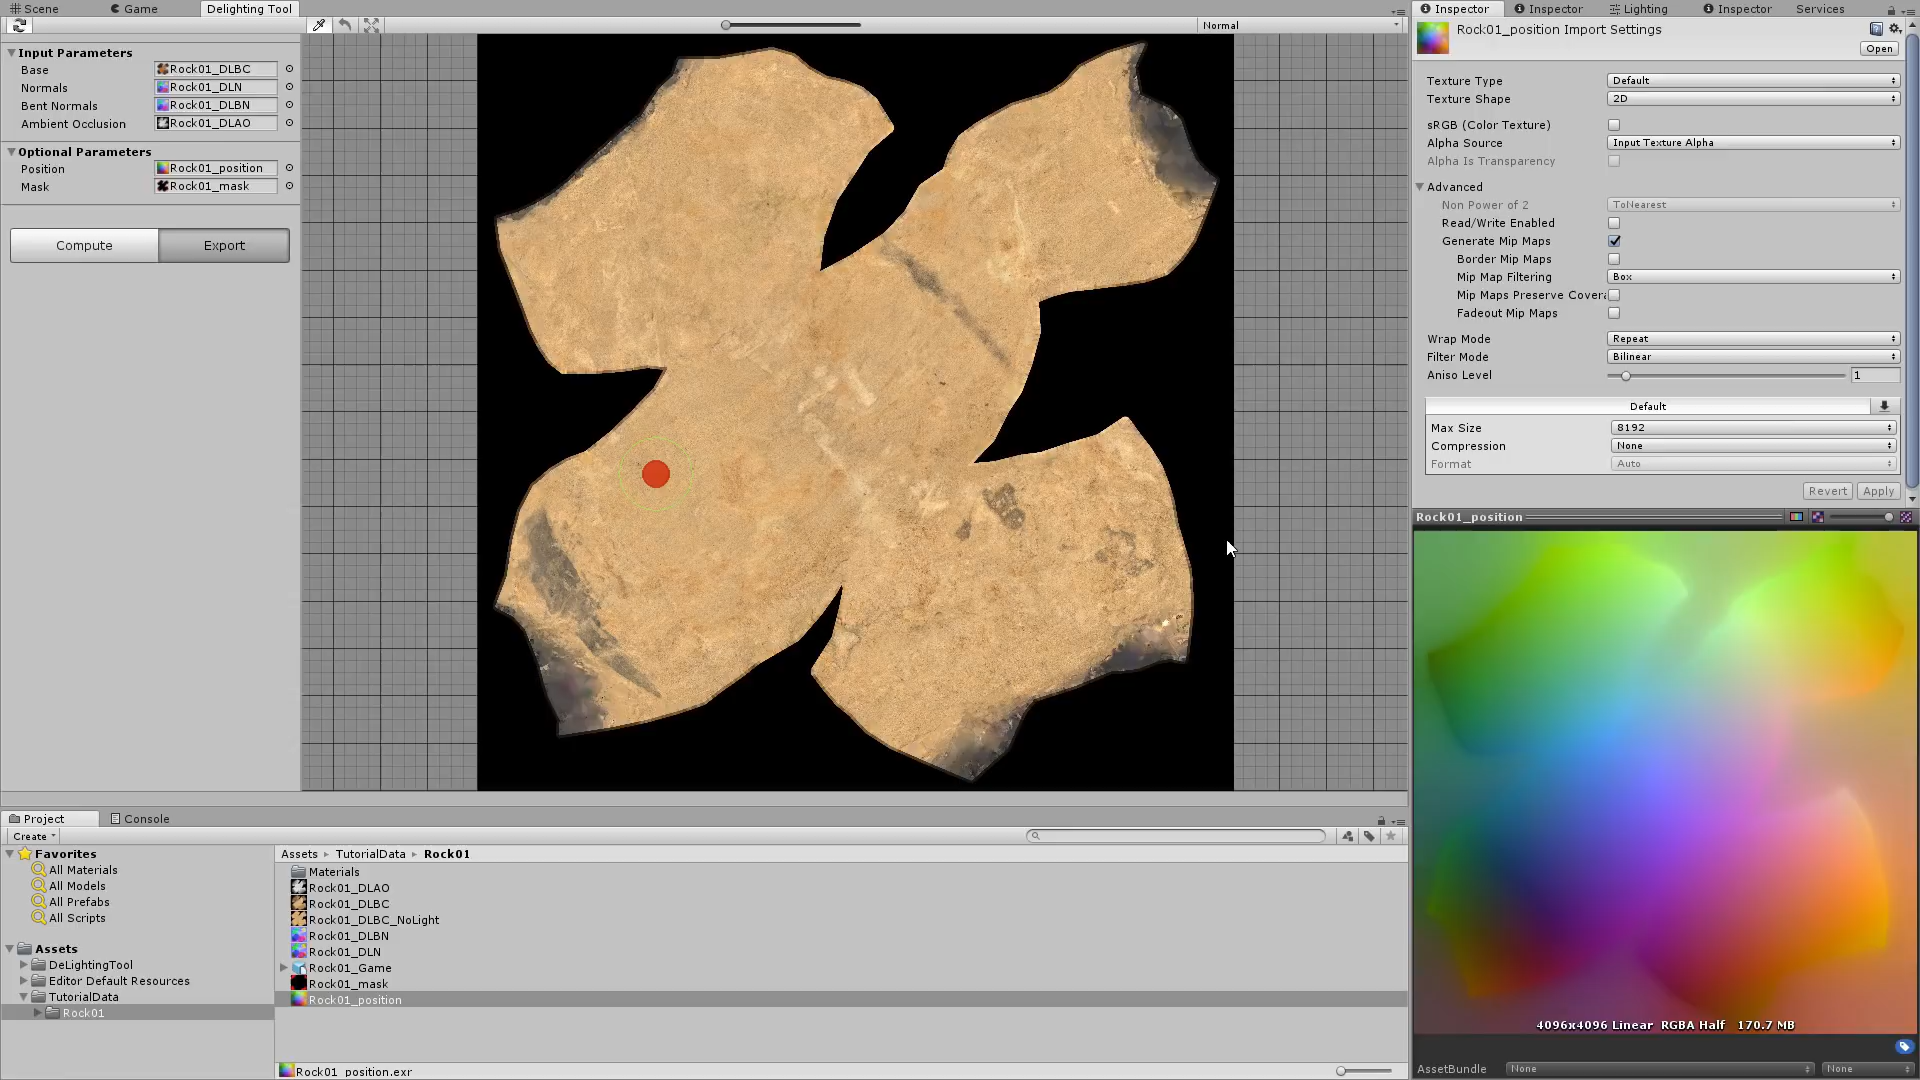 Scene Game Delighting Tool
Normal
Input Parameters
Base Rock01_DLBC
Normals Rock01_DLN
Bent Normals Rock01_DLBN
Ambient Occlusion Rock01_DLAO
Optional Parameters
Position Rock01_position
Mask Rock01_mask
Compute Export
Inspector Inspector Lighting Inspector Services
Rock01_position Import Settings
Open
Texture Type Default
Texture Shape 2D
sRGB (Color Texture)
Alpha Source Input Texture Alpha
Alpha Is Transparency
Advanced
Non Power of 2 ToNearest
Read/Write Enabled
Generate Mip Maps
Border Mip Maps
Mip Map Filtering Box
Mip Maps Preserve Covera
Fadeout Mip Maps
Wrap Mode Repeat
Filter Mode Bilinear
Aniso Level 1
Default
Max Size 8192
Compression None
Format Auto
Revert Apply
Rock01_position
4096x4096 Linear RGBA Half 170.7 MB
AssetBundle None None
Project Console
Create
Favorites
All Materials
All Models
All Prefabs
All Scripts
Assets
DeLightingTool
Editor Default Resources
TutorialData
Rock01
Assets TutorialData Rock01
Materials
Rock01_DLAO
Rock01_DLBC
Rock01_DLBC_NoLight
Rock01_DLBN
Rock01_DLN
Rock01_Game
Rock01_mask
Rock01_position
Rock01_position.exr